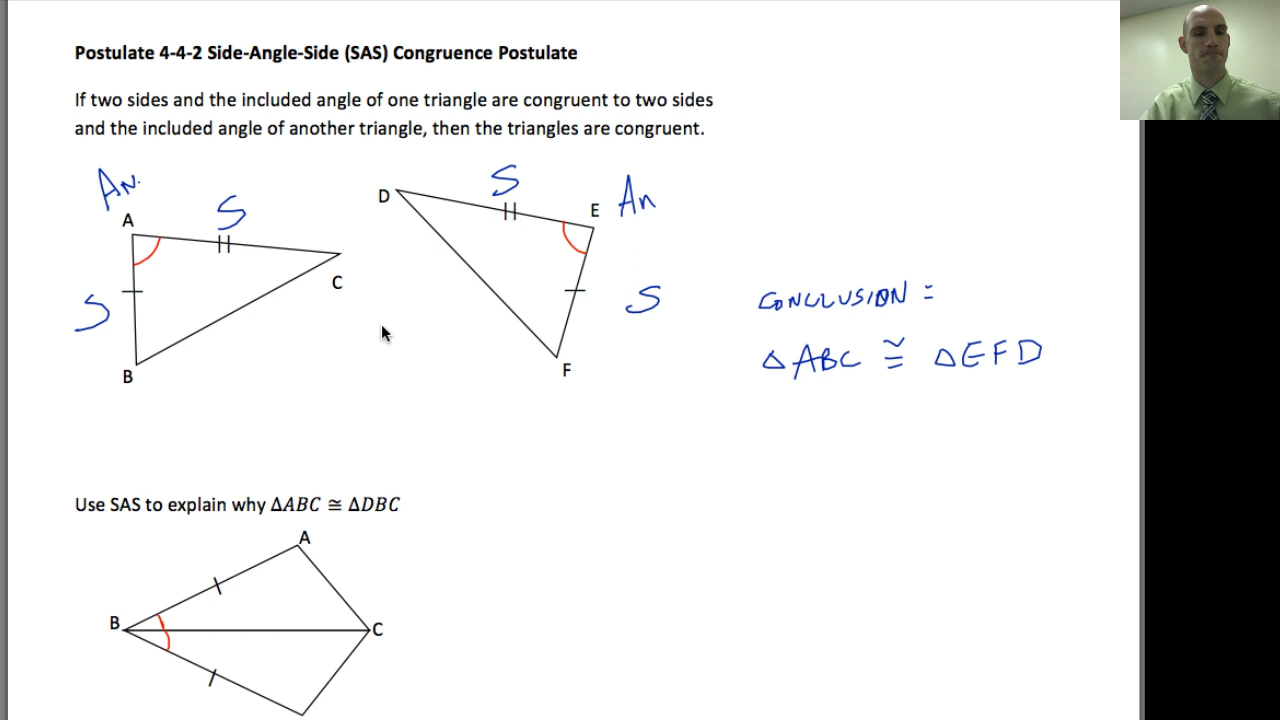 Postulate 4-4-2 Side-Angle-Side (SAS) Congruence Postulate
If two sides and the included angle of one triangle are congruent to two sides
and the included angle of another triangle, then the triangles are congruent.
An. S D S E An
A
C
S S CONCLUSION =
△ABC ≅ △EFD
B F
Use SAS to explain why ΔABC ≅ ΔDBC
A
B C